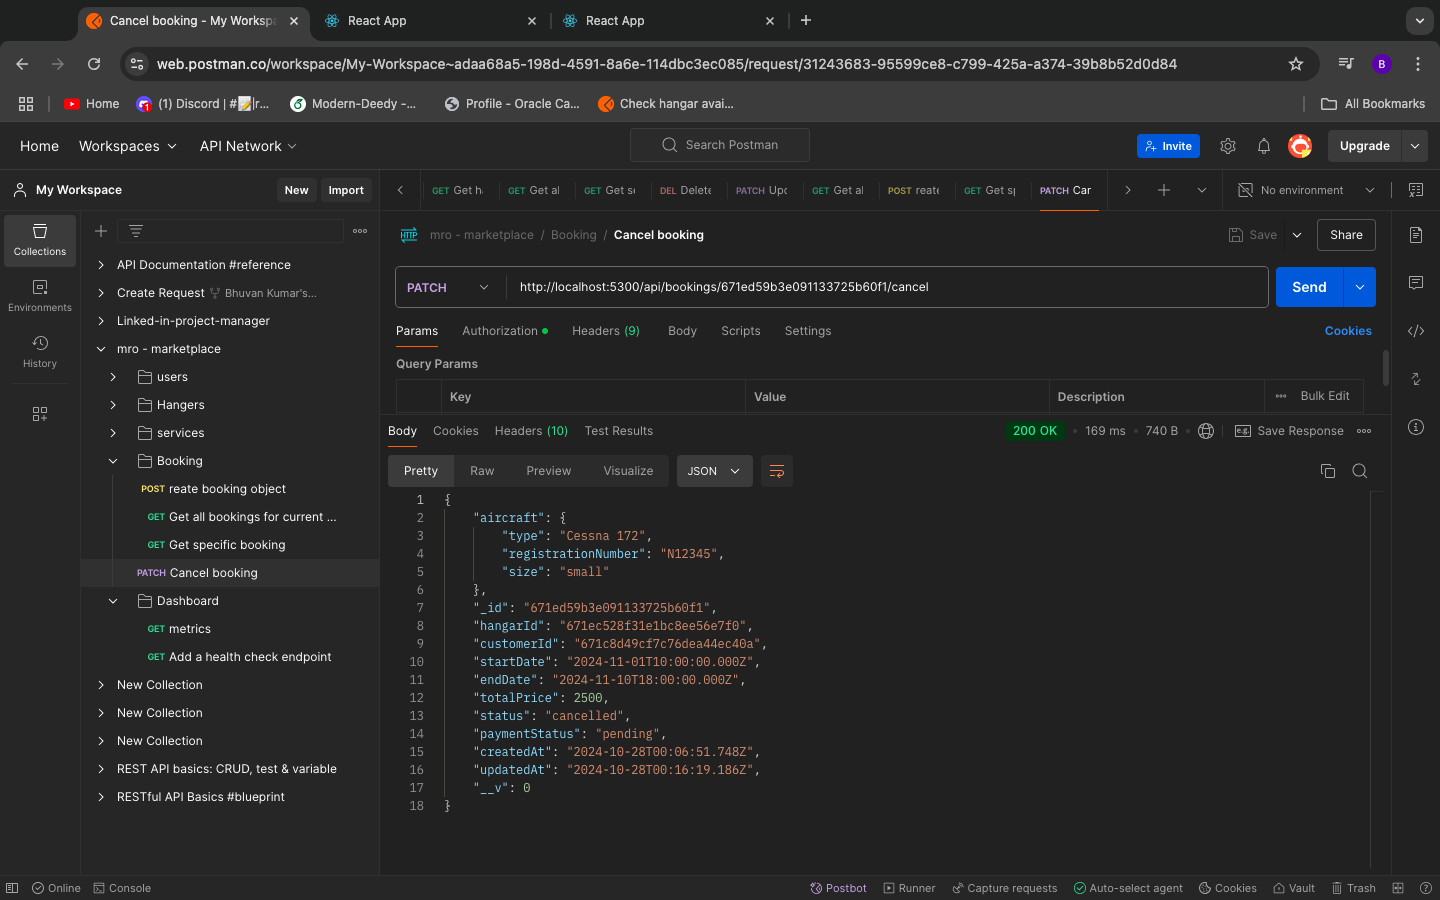 Cancel booking - My Workspa
React App
React App
web.postman.co/workspace/My-Workspace~adaa68a5-198d-4591-8a6e-114dbc3ec085/request/31243683-95599ce8-c799-425a-a374-39b8b52d0d84
B
Home
(1) Discord | #📝|r...
Modern-Deedy -...
Profile - Oracle Ca...
Check hangar avai...
All Bookmarks
Home
Workspaces
API Network
Search Postman
Invite
Upgrade
My Workspace
New
Import
GET Get h
GET Get al
GET Get se
DEL Delete
PATCH Upd
GET Get al
POST reate
GET Get sp
PATCH Can
No environment
Collections
Environments
History
API Documentation #reference
Create Request Bhuvan Kumar's...
Linked-in-project-manager
mro - marketplace
users
Hangers
services
Booking
POST reate booking object
GET Get all bookings for current ...
GET Get specific booking
PATCH Cancel booking
Dashboard
GET metrics
GET Add a health check endpoint
New Collection
New Collection
New Collection
REST API basics: CRUD, test & variable
RESTful API Basics #blueprint
HTTP mro - marketplace / Booking / Cancel booking
Save
Share
PATCH
http://localhost:5300/api/bookings/671ed59b3e091133725b60f1/cancel
Send
Params
Authorization
Headers (9)
Body
Scripts
Settings
Cookies
Query Params
Key
Value
Description
Bulk Edit
Body
Cookies
Headers (10)
Test Results
200 OK
169 ms
740 B
Save Response
Pretty
Raw
Preview
Visualize
JSON
1 {
2 "aircraft": {
3 "type": "Cessna 172",
4 "registrationNumber": "N12345",
5 "size": "small"
6 },
7 "_id": "671ed59b3e091133725b60f1",
8 "hangarId": "671ec528f31e1bc8ee56e7f0",
9 "customerId": "671c8d49cf7c76dea44ec40a",
10 "startDate": "2024-11-01T10:00:00.000Z",
11 "endDate": "2024-11-10T18:00:00.000Z",
12 "totalPrice": 2500,
13 "status": "cancelled",
14 "paymentStatus": "pending",
15 "createdAt": "2024-10-28T00:06:51.748Z",
16 "updatedAt": "2024-10-28T00:16:19.186Z",
17 "__v": 0
18 }
Online
Console
Postbot
Runner
Capture requests
Auto-select agent
Cookies
Vault
Trash